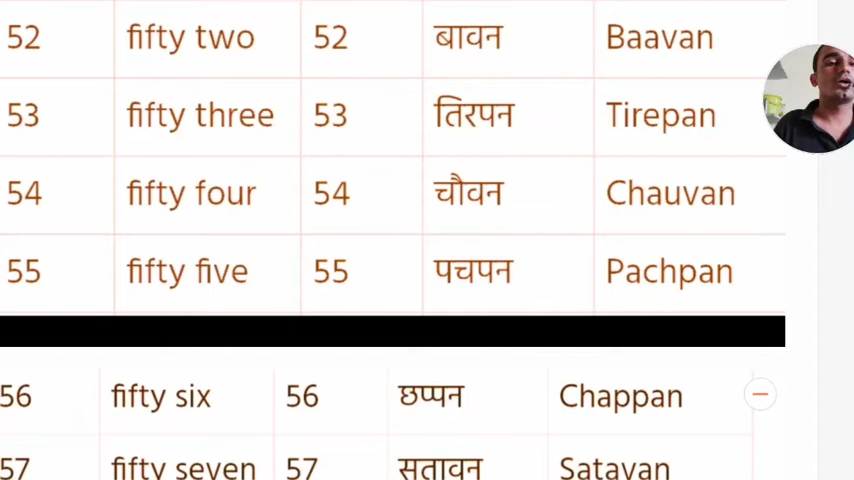 52 fifty two 52 बावन Baavan
53 fifty three 53 तिरपन Tirepan
54 fifty four 54 चौवन Chauvan
55 fifty five 55 पचपन Pachpan
56 fifty six 56 छप्पन Chappan
57 fifty seven 57 सतावन Satavan